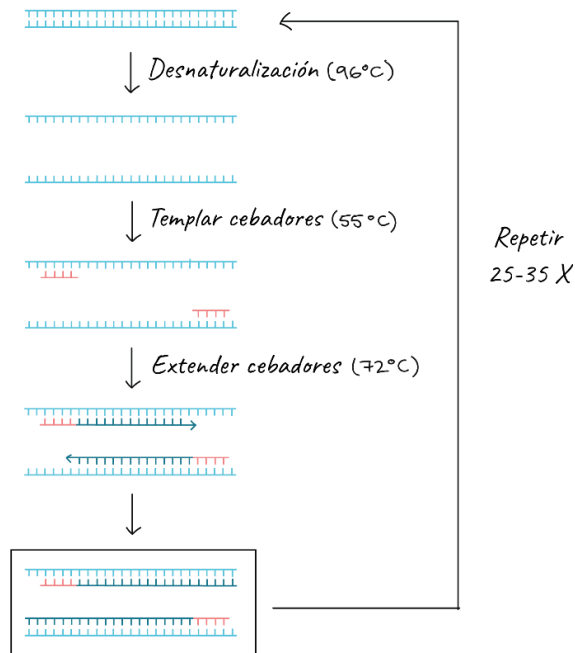 Desnaturalización (96°C)
Templar cebadores (55°C)
Repetir
25-35 X
Extender cebadores (72°C)